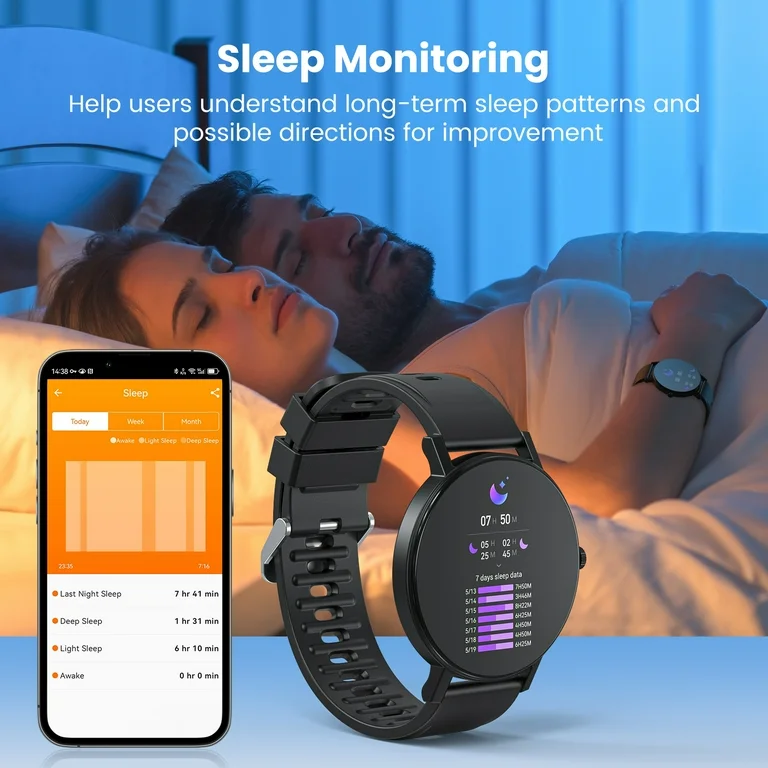 Sleep Monitoring
Help users understand long-term sleep patterns and
possible directions for improvement
14:38
Sleep
Today Week Month
Awake Light Sleep Deep Sleep
23:35 7:16
Last Night Sleep 7 hr 41 min
Deep Sleep 1 hr 31 min
Light Sleep 6 hr 10 min
Awake 0 hr 0 min
07 H 50 M
05 H 02 H
25 M 45 M
7 days sleep data
5/13 7H50M
5/14 3H46M
5/15 8H22M
5/16 6H25M
5/17 4H50M
5/18 4H50M
5/19 6H25M